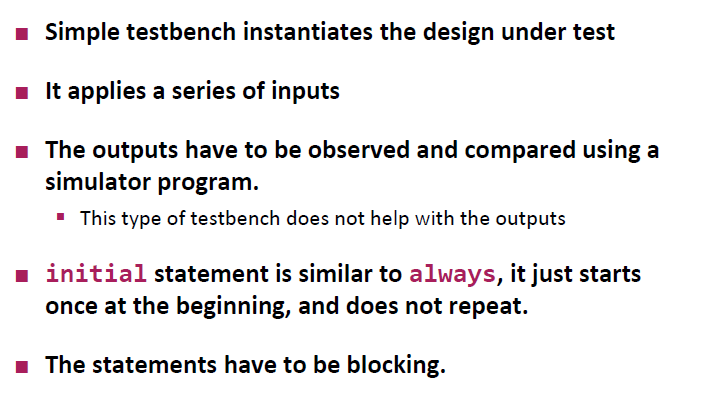 Simple testbench instantiates the design under test
It applies a series of inputs
The outputs have to be observed and compared using a
simulator program.
This type of testbench does not help with the outputs
initial statement is similar to always, it just starts
once at the beginning, and does not repeat.
The statements have to be blocking.